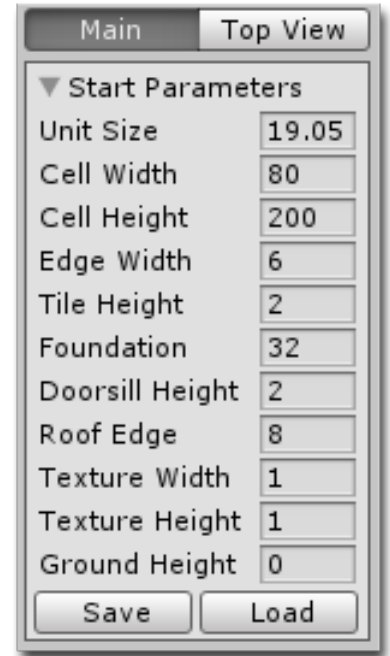 Main Top View
Start Parameters
Unit Size 19.05
Cell Width 80
Cell Height 200
Edge Width 6
Tile Height 2
Foundation 32
Doorsill Height 2
Roof Edge 8
Texture Width 1
Texture Height 1
Ground Height 0
Save Load